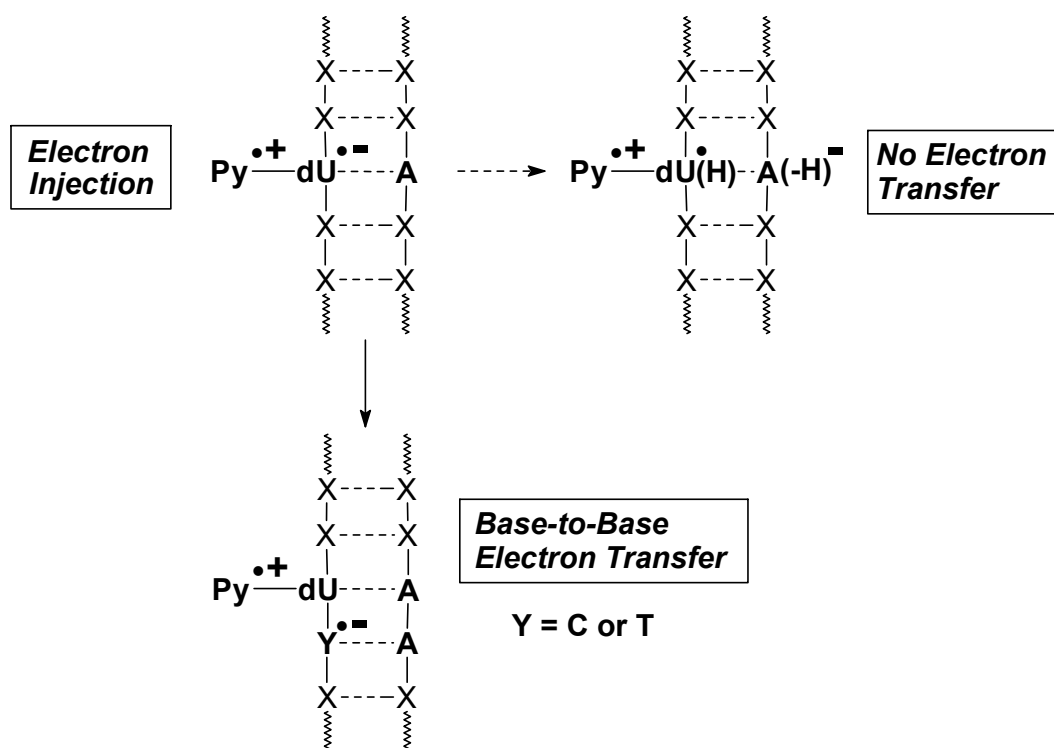 X X
X X
Electron
Injection
Py•+ dU•- A
X X
X X
X X
X X
Py•+ dU•(H) A(-H)-
X X
X X
No Electron
Transfer
X X
X X
Py•+ dU A
Y•- A
X X
Base-to-Base
Electron Transfer
Y = C or T